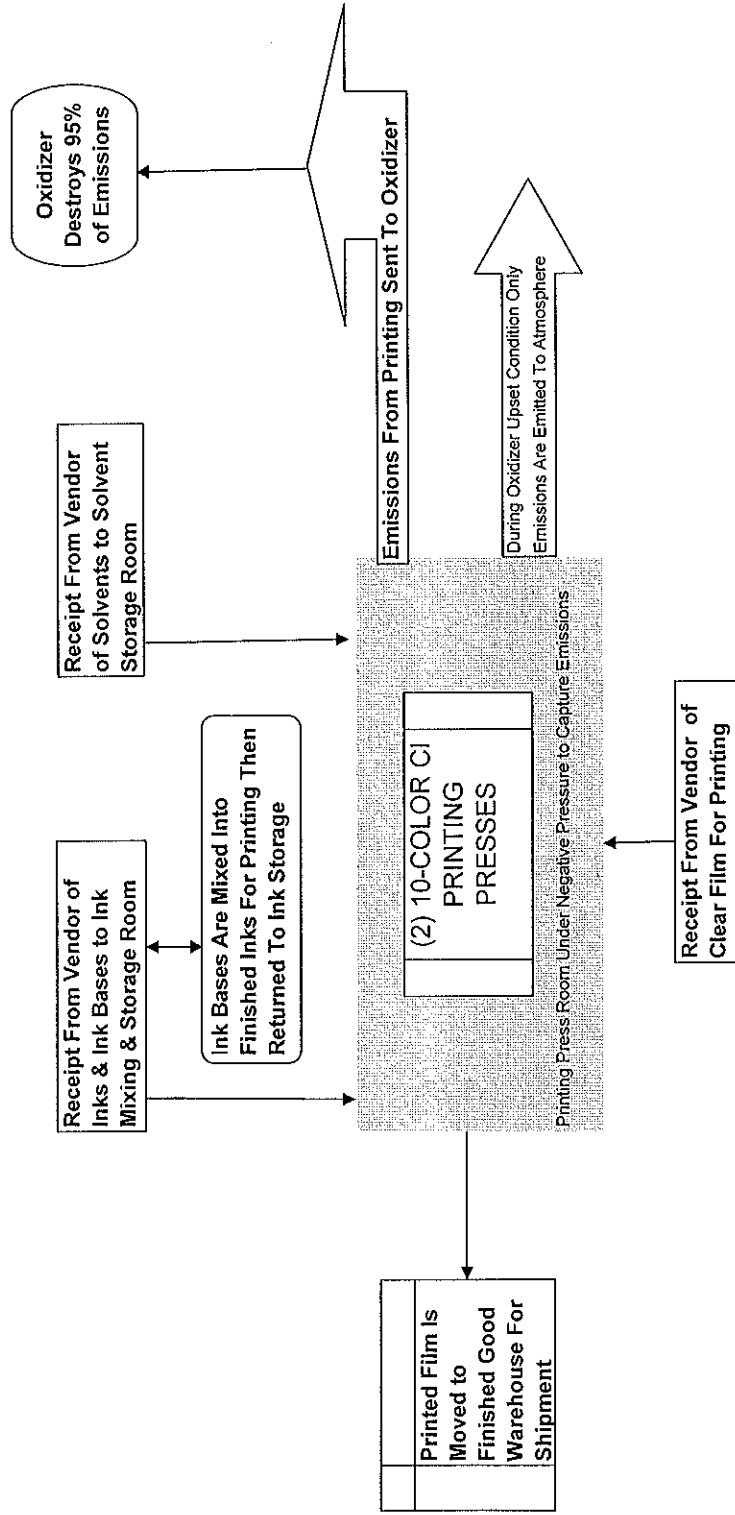 Oxidizer
Destroys 95%
of Emissions
Receipt From Vendor
of Solvents to Solvent
Storage Room
Receipt From Vendor of
Inks & Ink Bases to Ink
Mixing & Storage Room
Ink Bases Are Mixed Into
Finished Inks For Printing Then
Returned To Ink Storage
Emissions From Printing Sent To Oxidizer
During Oxidizer Upset Condition Only
Emissions Are Emitted To Atmosphere
(2) 10-COLOR CI
PRINTING
PRESSES
Printing Press Room Under Negative Pressure to Capture Emissions
Printed Film Is
Moved to
Finished Good
Warehouse For
Shipment
Receipt From Vendor of
Clear Film For Printing